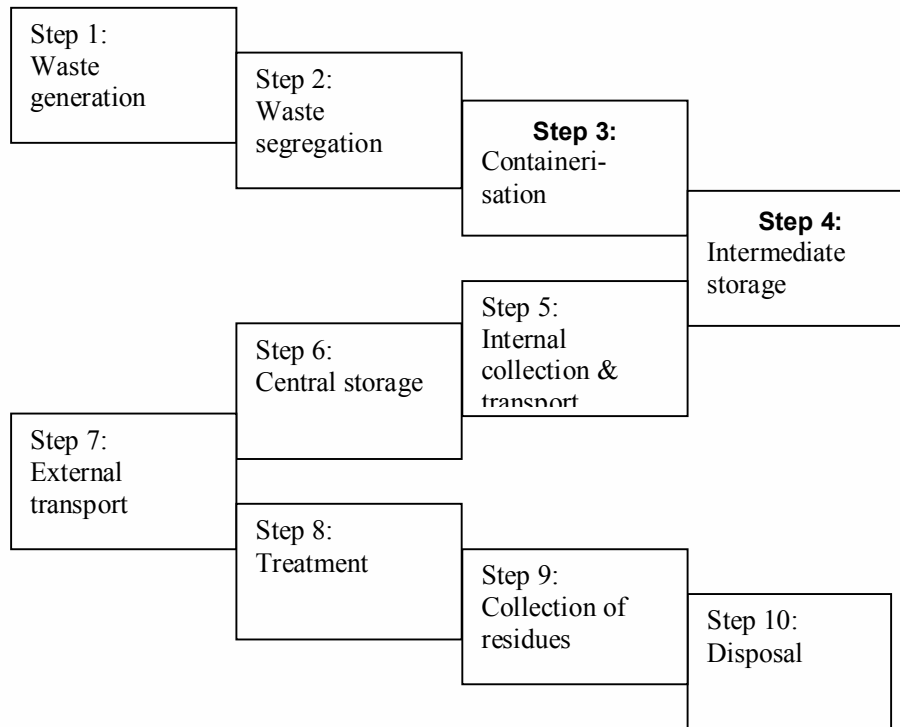 Step 1:
Waste
generation
Step 2:
Waste
segregation
Step 3:
Containeri-
sation
Step 4:
Intermediate
storage
Step 5:
Internal
collection &
transport
Step 6:
Central storage
Step 7:
External
transport
Step 8:
Treatment
Step 9:
Collection of
residues
Step 10:
Disposal